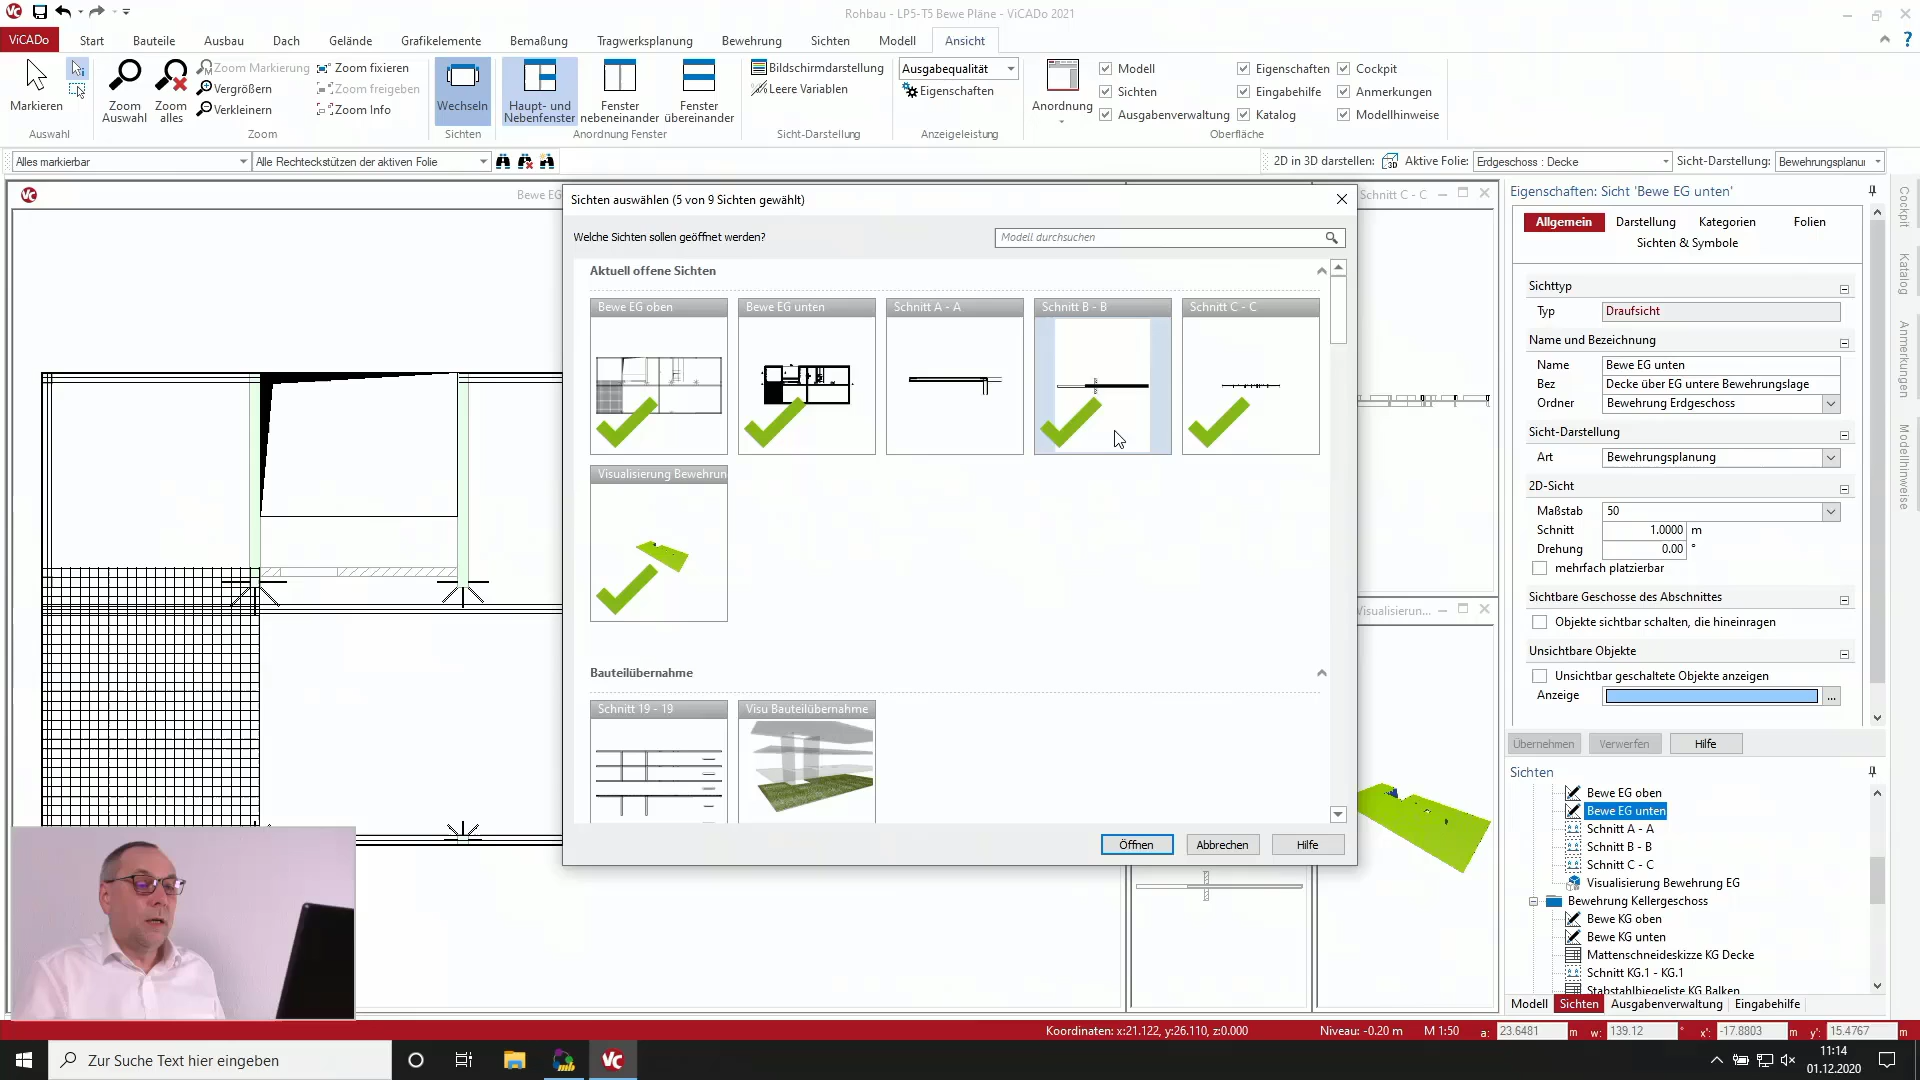 Rohbau - LP5-T5 Bewe Pläne - ViCADo 2021
ViCADo Start Bauteile Ausbau Dach Gelände Grafikelemente Bemaßung Tragwerksplanung Bewehrung Sichten Modell Ansicht
Markieren
Auswahl
Zoom Auswahl
Zoom alles
Zoom Markierung
Vergrößern
Verkleinern
Zoom fixieren
Zoom freigeben
Zoom Info
Zoom
Wechseln
Sichten
Haupt- und Nebenfenster
Fenster nebeneinander
Fenster übereinander
Anordnung Fenster
Bildschirmdarstellung
Leere Variablen
Sicht-Darstellung
Ausgabequalität
Eigenschaften
Anzeigeleistung
Anordnung
Modell
Sichten
Ausgabenverwaltung
Eigenschaften
Eingabehilfe
Katalog
Cockpit
Anmerkungen
Modellhinweise
Oberfläche
Alles markierbar
Alle Rechteckstützen der aktiven Folie
2D in 3D darstellen:
3D
Aktive Folie: Erdgeschoss : Decke
Sicht-Darstellung: Bewehrungsplanu
Bewe EG
Schnitt C - C
Visualisierun...
Sichten auswählen (5 von 9 Sichten gewählt)
Welche Sichten sollen geöffnet werden?
Modell durchsuchen
Aktuell offene Sichten
Bewe EG oben
Bewe EG unten
Schnitt A - A
Schnitt B - B
Schnitt C - C
Visualisierung Bewehrun
Bauteilübernahme
Schnitt 19 - 19
Visu Bauteilübernahme
Öffnen Abbrechen Hilfe
Eigenschaften: Sicht 'Bewe EG unten'
Allgemein Darstellung Kategorien Folien
Sichten & Symbole
Sichttyp
Typ Draufsicht
Name und Bezeichnung
Name Bewe EG unten
Bez Decke über EG untere Bewehrungslage
Ordner Bewehrung Erdgeschoss
Sicht-Darstellung
Art Bewehrungsplanung
2D-Sicht
Maßstab 50
Schnitt 1.0000 m
Drehung 0.00 °
mehrfach platzierbar
Sichtbare Geschosse des Abschnittes
Objekte sichtbar schalten, die hineinragen
Unsichtbare Objekte
Unsichtbar geschaltete Objekte anzeigen
Anzeige ...
Übernehmen Verwerfen Hilfe
Sichten
Bewe EG oben
Bewe EG unten
Schnitt A - A
Schnitt B - B
Schnitt C - C
Visualisierung Bewehrung EG
Bewehrung Kellergeschoss
Bewe KG oben
Bewe KG unten
Mattenschneideskizze KG Decke
Schnitt KG.1 - KG.1
Stabstahlbiegeliste KG Balken
Modell Sichten Ausgabenverwaltung Eingabehilfe
Cockpit
Katalog
Anmerkungen
Modellhinweise
Koordinaten: x:21.122, y:26.110, z:0.000
Niveau: -0.20 m
M 1:50
a: 23.6481 m w: 139.12 ° x': -17.8803 m y': 15.4767 m
Zur Suche Text hier eingeben
mb
11:14
01.12.2020